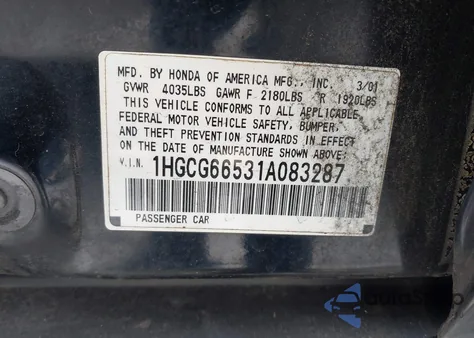 MFD. BY HONDA OF AMERICA MFG., INC. 3/01
GVWR 4035LBS GAWR F 2180LBS R 1920LBS
THIS VEHICLE CONFORMS TO ALL APPLICABLE
FEDERAL MOTOR VEHICLE SAFETY, BUMPER,
AND THEFT PREVENTION STANDARDS IN EFFECT
ON THE DATE OF MANUFACTURE SHOWN ABOVE.
V.I.N. 1HGCG66531A083287
PASSENGER CAR